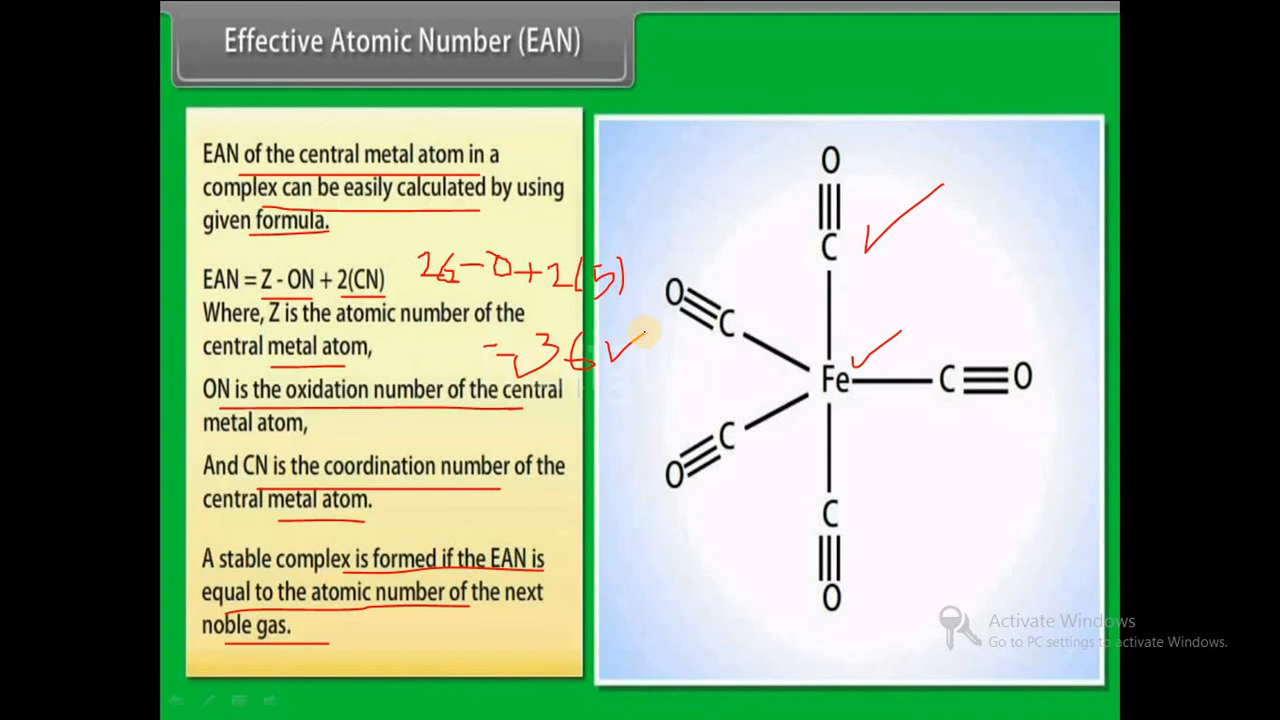 Effective Atomic Number (EAN)
EAN of the central metal atom in a
complex can be easily calculated by using
given formula.
EAN = Z - ON + 2(CN)
26 - 0 + 2(5)
Where, Z is the atomic number of the
central metal atom,
= 36
ON is the oxidation number of the central
metal atom,
And CN is the coordination number of the
central metal atom.
A stable complex is formed if the EAN is
equal to the atomic number of the next
noble gas.
O
C
O
C
Fe
C
O
C
O
C
O
Activate Windows
Go to PC settings to activate Windows.